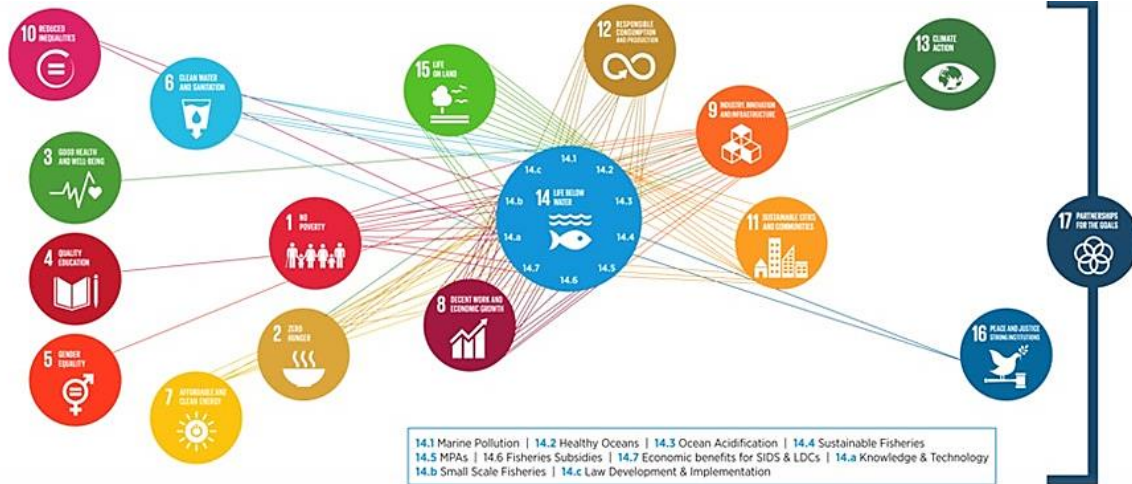 10 REDUCED
INEQUALITIES
6 CLEAN WATER
AND SANITATION
15 LIFE
ON LAND
12 RESPONSIBLE
CONSUMPTION
AND PRODUCTION
13 CLIMATE
ACTION
9 INDUSTRY, INNOVATION
AND INFRASTRUCTURE
3 GOOD HEALTH
AND WELL-BEING
14.1
14.2
14.3
14.4
14.5
14.6
14.7
14.a
14.b
14.c
14 LIFE BELOW
WATER
1 NO
POVERTY
11 SUSTAINABLE CITIES
AND COMMUNITIES
17 PARTNERSHIPS
FOR THE GOALS
4 QUALITY
EDUCATION
8 DECENT WORK AND
ECONOMIC GROWTH
2 ZERO
HUNGER
5 GENDER
EQUALITY
16 PEACE AND JUSTICE
STRONG INSTITUTIONS
7 AFFORDABLE AND
CLEAN ENERGY
14.1 Marine Pollution | 14.2 Healthy Oceans | 14.3 Ocean Acidification | 14.4 Sustainable Fisheries
14.5 MPAs | 14.6 Fisheries Subsidies | 14.7 Economic benefits for SIDS & LDCs | 14.a Knowledge & Technology
14.b Small Scale Fisheries | 14.c Law Development & Implementation